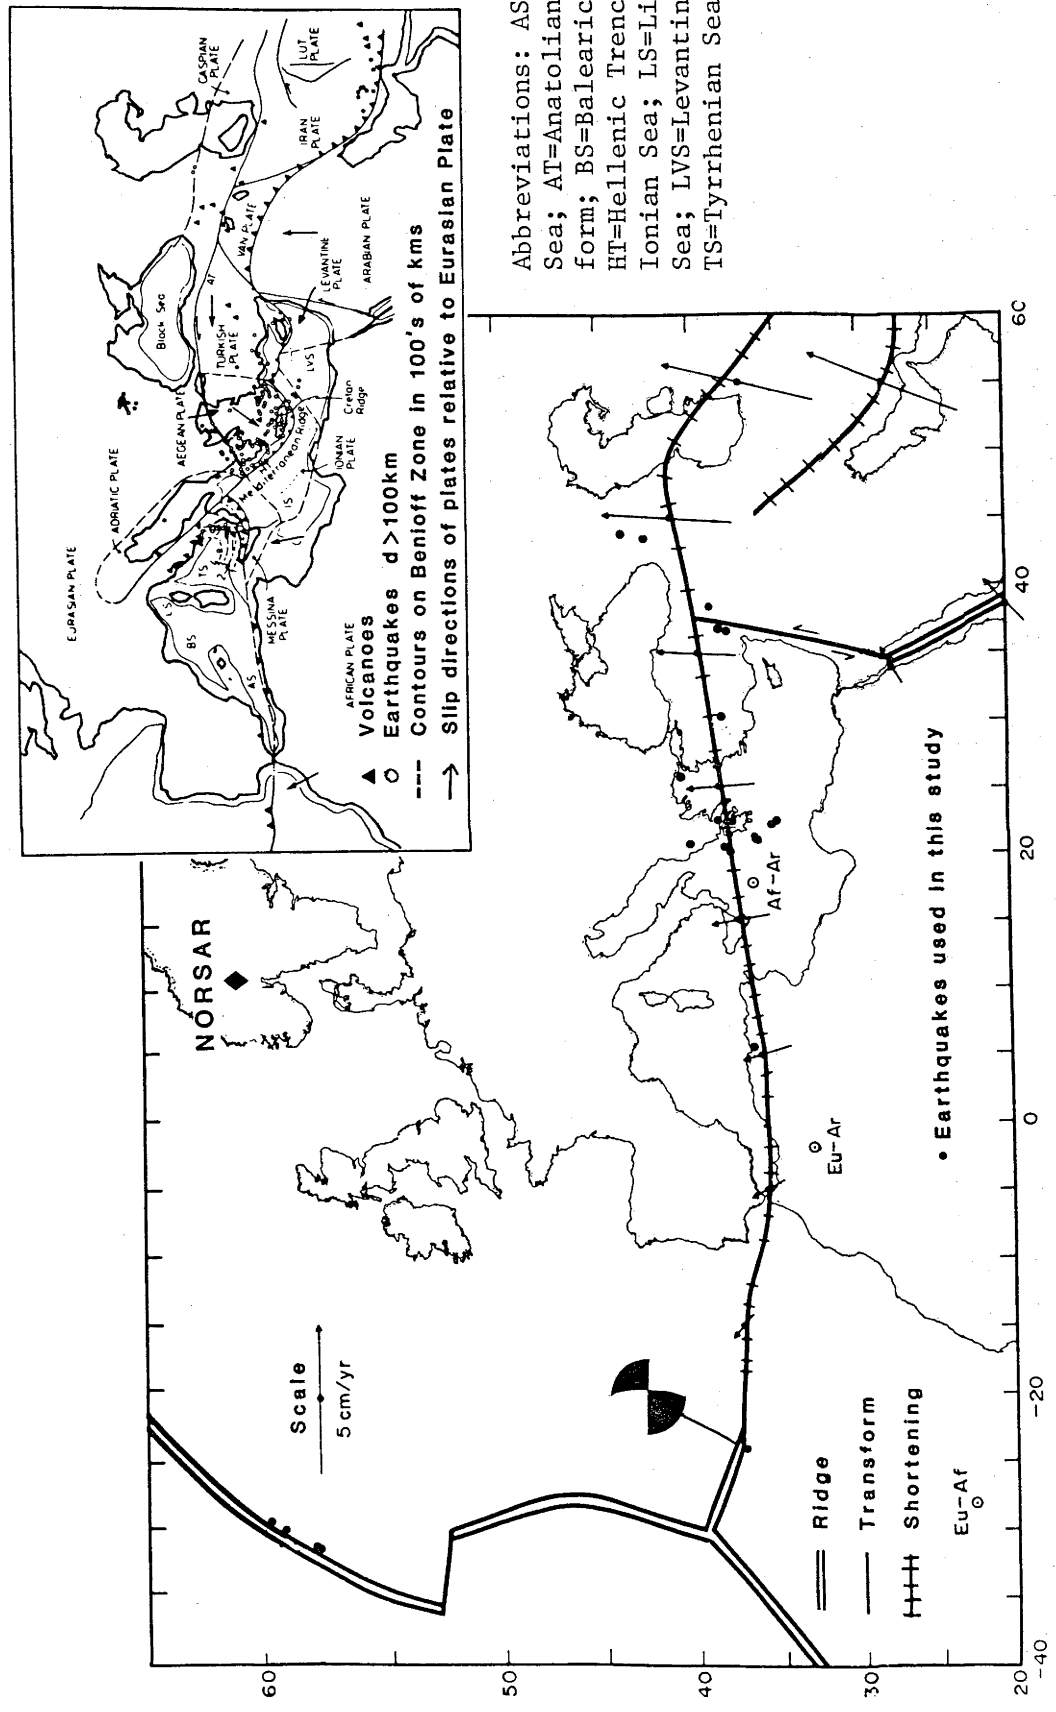 EURASIAN PLATE
ADRIATIC PLATE
AEGEAN PLATE
Black Sea
CASPIAN
PLATE
LUT
PLATE
IRAN
PLATE
VAN PLATE
AT
TURKISH
PLATE
LEVANTINE
PLATE
ARABIAN PLATE
LVS
Cretan
Ridge
HT
Mediterranean Ridge
IONIAN
PLATE
IS
TS
LS
BS
AS
MESSINA
PLATE
AFRICAN PLATE
▲ Volcanoes
O Earthquakes d>100km
--- Contours on Benioff Zone in 100's of kms
→ Slip directions of plates relative to Eurasian Plate
Abbreviations: AS
Sea; AT=Anatolian
form; BS=Balearic
HT=Hellenic Trenc
Ionian Sea; LS=Li
Sea; LVS=Levantin
TS=Tyrrhenian Sea
NORSAR
Scale
5 cm/yr
Af-Ar
Eu-Ar
• Earthquakes used in this study
Ridge
Transform
Shortening
Eu-Af
60
50
40
30
20
-40
-20
0
20
40
60